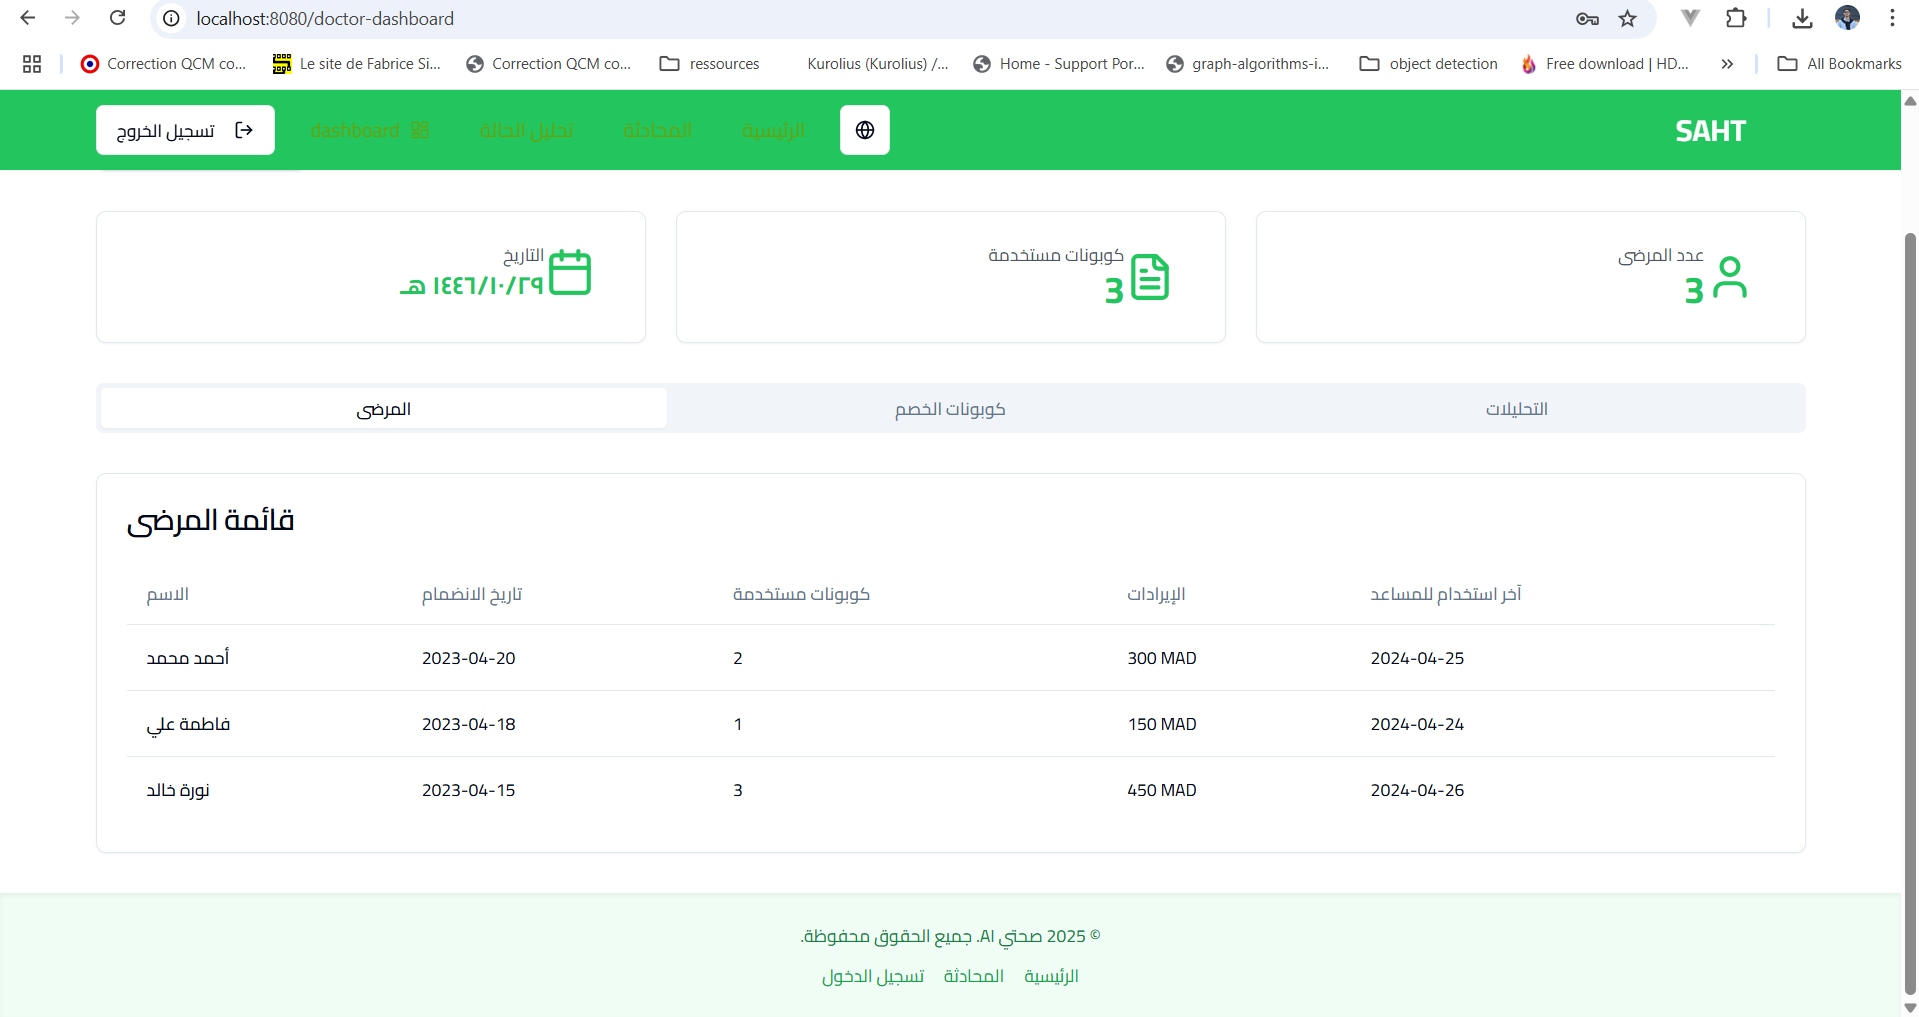 localhost:8080/doctor-dashboard
Correction QCM co...
Le site de Fabrice Si...
Correction QCM co...
ressources
Kurolius (Kurolius) /...
Home - Support Por...
graph-algorithms-i...
object detection
Free download | HD...
All Bookmarks
SAHT
الرئيسية
المحادثة
تحليل الحالة
dashboard
تسجيل الخروج
عدد المرضى
3
كوبونات مستخدمة
3
التاريخ
٢٩/١٠/١٤٤٦ هـ
التحليلات
كوبونات الخصم
المرضى
قائمة المرضى
الاسم تاريخ الانضمام كوبونات مستخدمة الإيرادات آخر استخدام للمساعد
أحمد محمد 2023-04-20 2 300 MAD 2024-04-25
فاطمة علي 2023-04-18 1 150 MAD 2024-04-24
نورة خالد 2023-04-15 3 450 MAD 2024-04-26
© 2025 صحتي AI. جميع الحقوق محفوظة.
الرئيسية المحادثة تسجيل الدخول